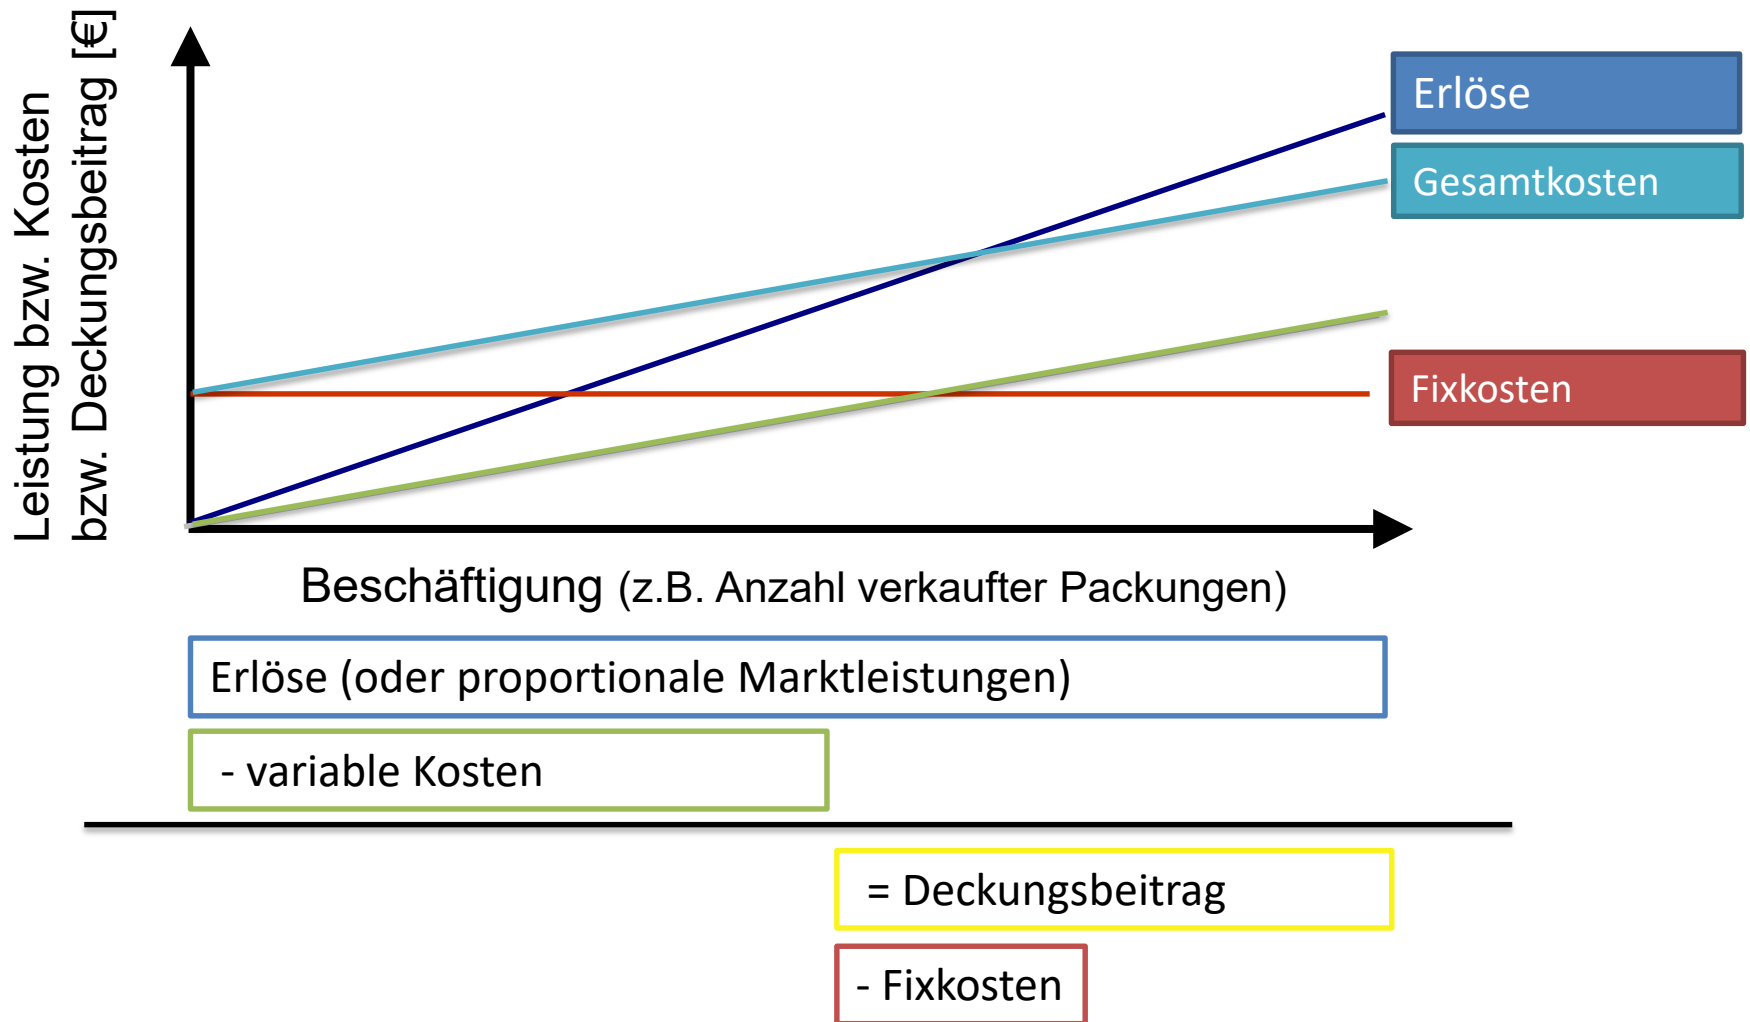 Leistung bzw. Kosten
bzw. Deckungsbeitrag [€]
Erlöse
Gesamtkosten
Fixkosten
Beschäftigung (z.B. Anzahl verkaufter Packungen)
Erlöse (oder proportionale Marktleistungen)
- variable Kosten
= Deckungsbeitrag
- Fixkosten